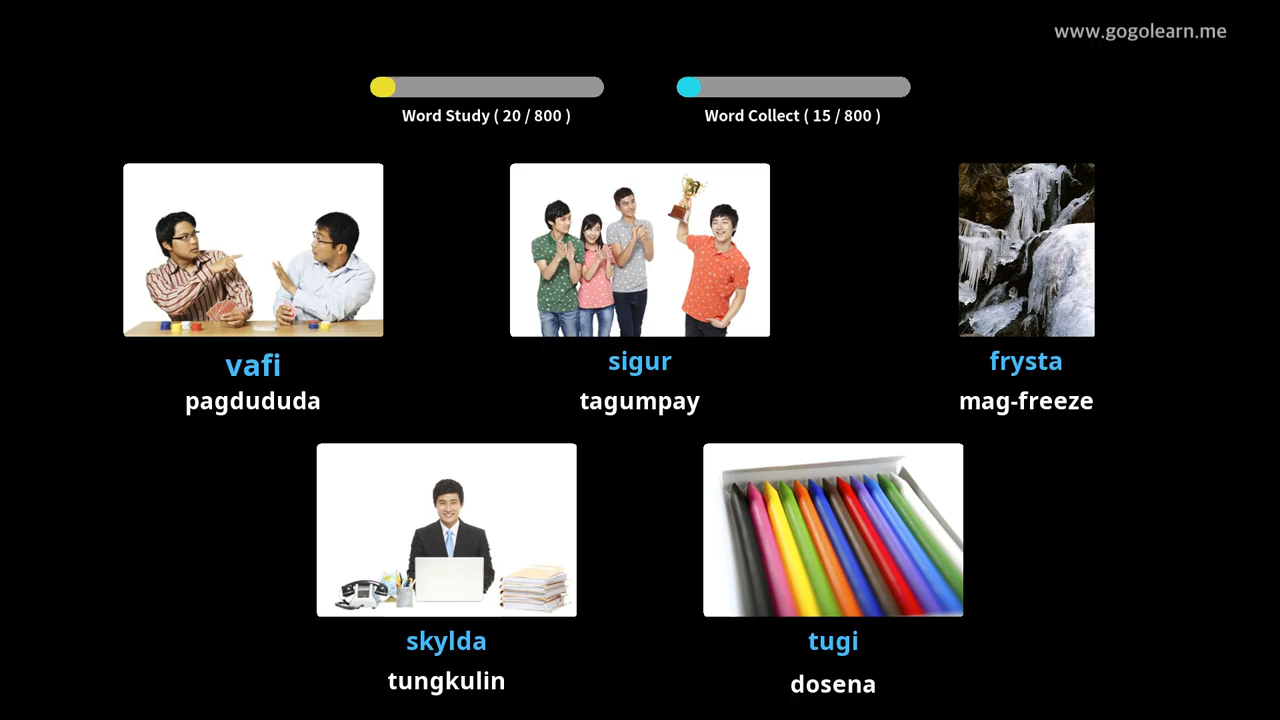 www.gogolearn.me
Word Study ( 20 / 800 )
Word Collect ( 15 / 800 )
vafi
sigur
frysta
pagdududa
tagumpay
mag-freeze
skylda
tugi
tungkulin
dosena